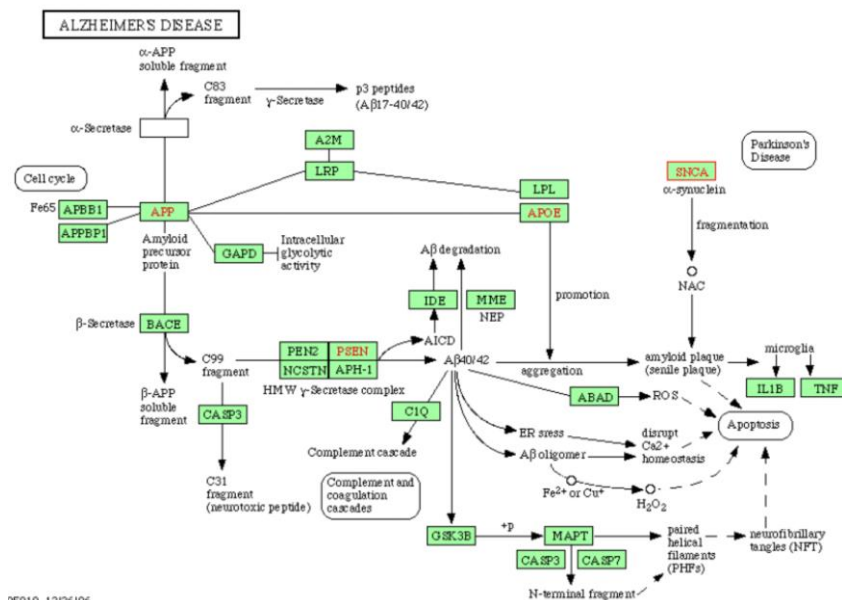 ALZHEIMER'S DISEASE
α-APP
soluble fragment
C83
fragment
γ-Secretase
p3 peptides
(Aβ17-40/42)
α-Secretase
A2M
LRP
Parkinson's
Disease
Cell cycle
SNCA
α-synuclein
LPL
Fe65
APBB1
APP
APOE
APPBP1
Amyloid
precursor
protein
GAPD
Intracellular
glycolytic
activity
fragmentation
Aβ degradation
NAC
IDE
MME
NEP
promotion
β-Secretase
BACE
AICD
C99
fragment
PEN2
PSEN
NCSTN
APH-1
HMW γ-Secretase complex
Aβ40/42
aggregation
amyloid plaque
(senile plaque)
microglia
IL1B
TNF
β-APP
soluble
fragment
CASP3
C1Q
ABAD
ROS
Apoptosis
Complement cascade
ER sress
disrupt
Ca2+
homeostasis
Aβ oligomer
C31
fragment
(neurotoxic peptide)
Complement and
coagulation
cascades
Fe2+ or Cu+
H2O2
GSK3B
+p
MAPT
paired
helical
filaments
(PHFs)
neurofibrillary
tangles (NFT)
CASP3
CASP7
N-terminal fragment